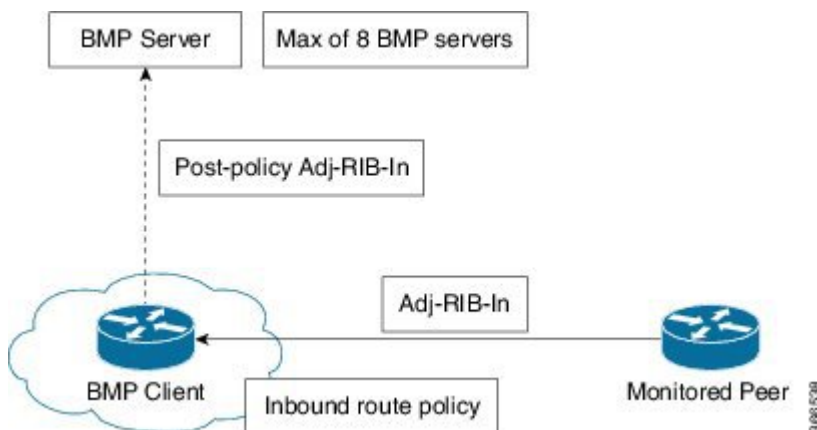 BMP Server
Max of 8 BMP servers
Post-policy Adj-RIB-In
Adj-RIB-In
BMP Client
Monitored Peer
Inbound route policy